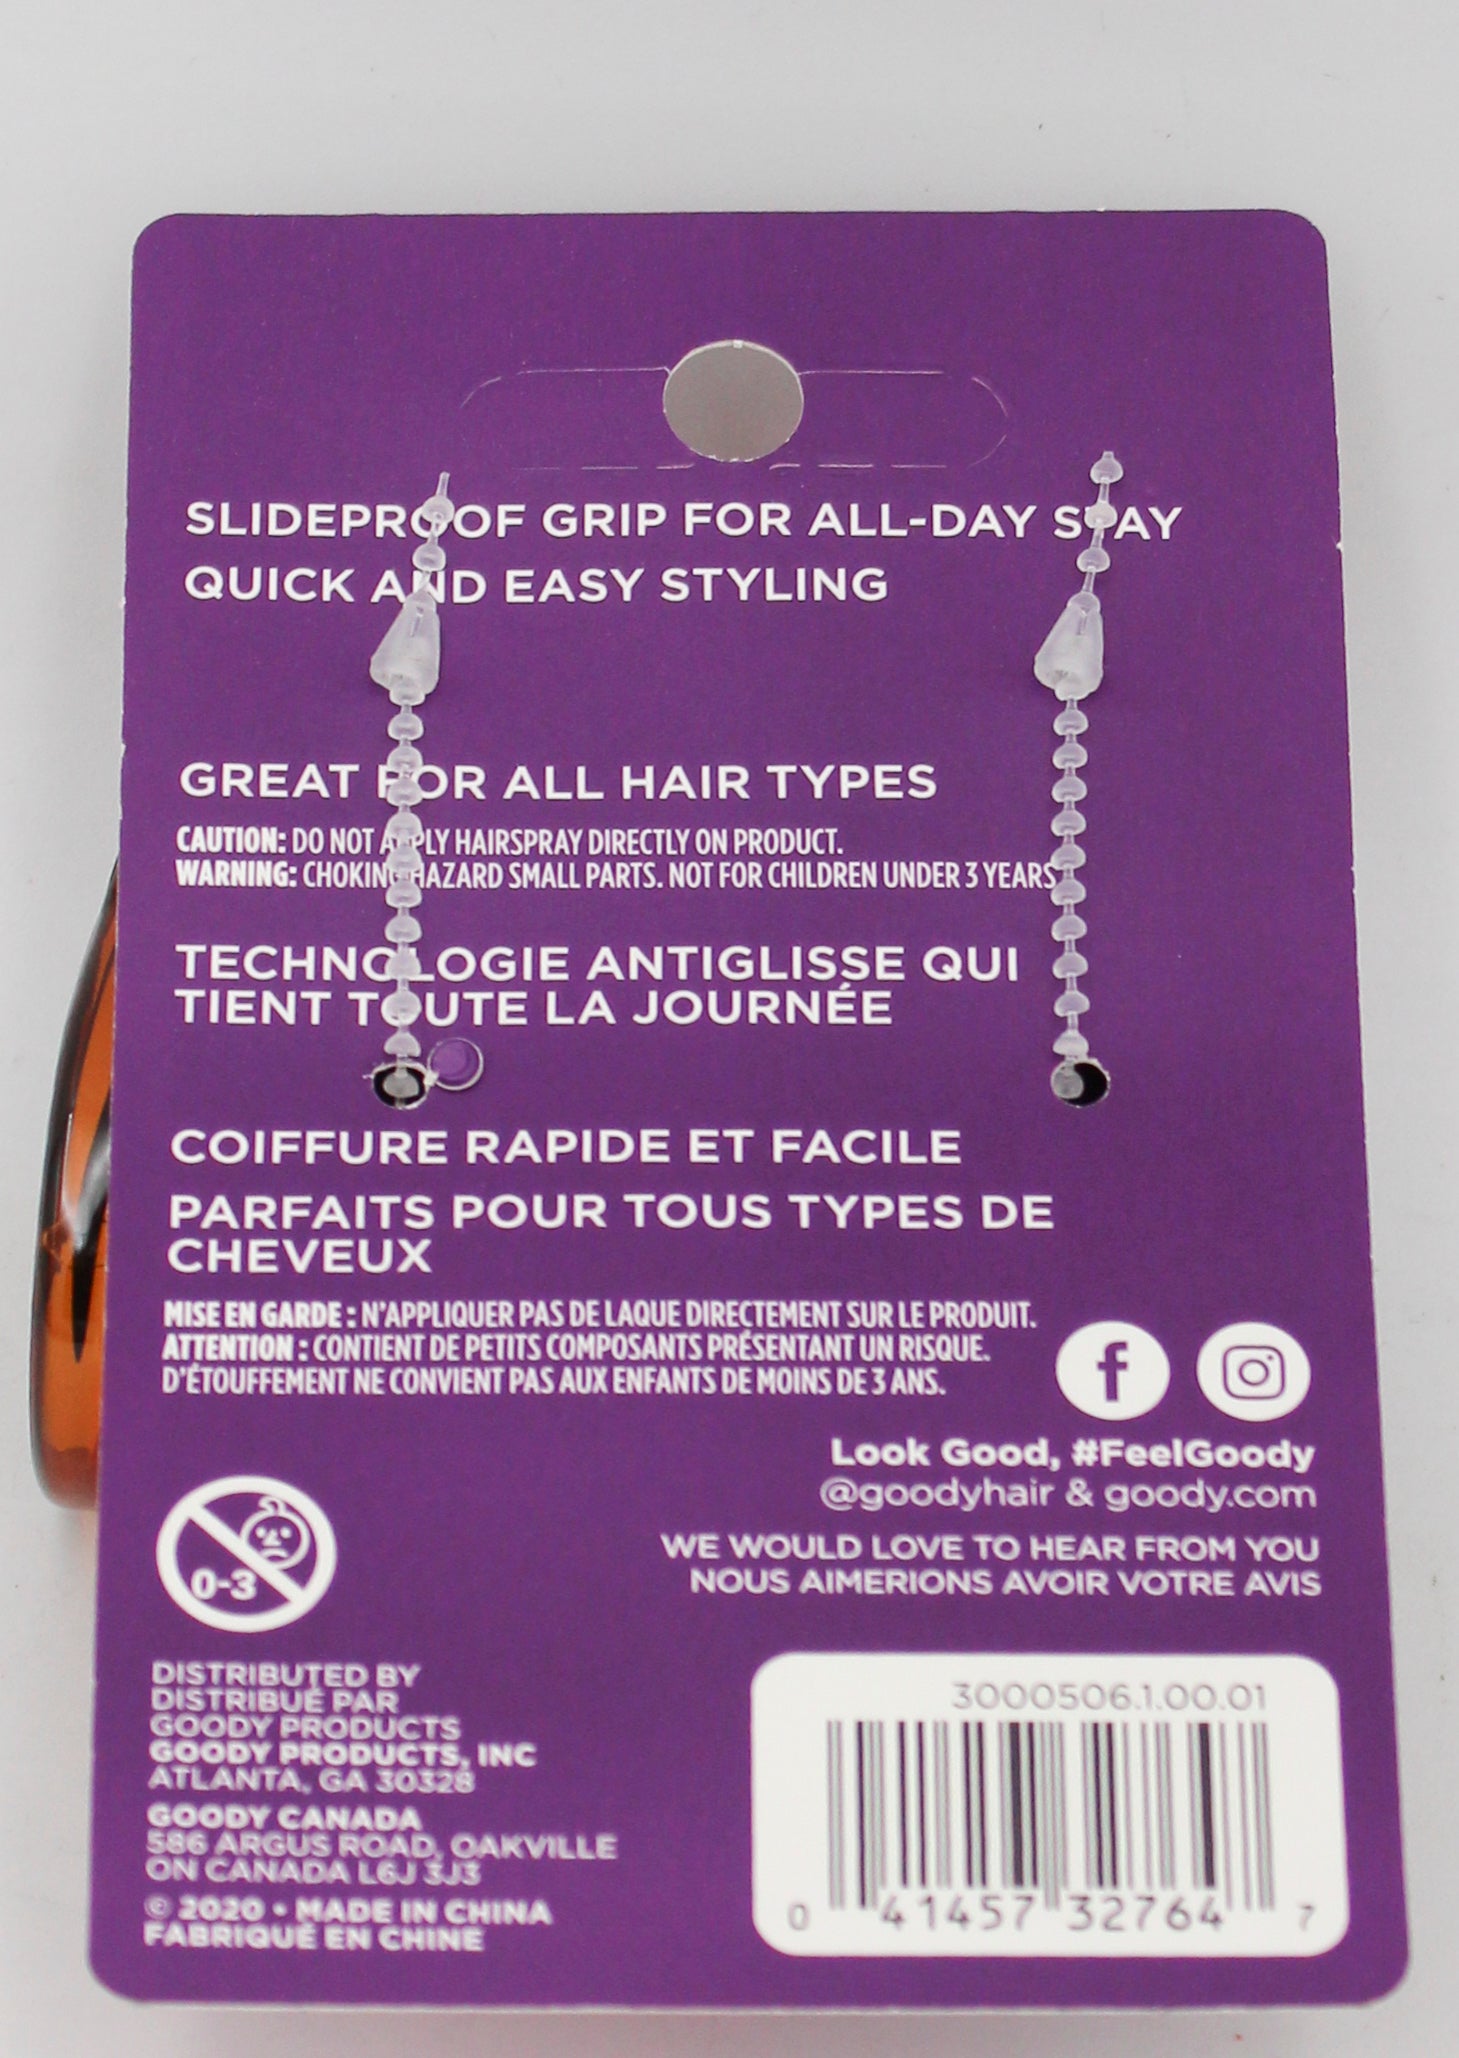 SLIDEPROOF GRIP FOR ALL-DAY STAY
QUICK AND EASY STYLING
GREAT FOR ALL HAIR TYPES
CAUTION: DO NOT APPLY HAIRSPRAY DIRECTLY ON PRODUCT.
WARNING: CHOKING HAZARD SMALL PARTS. NOT FOR CHILDREN UNDER 3 YEARS
TECHNOLOGIE ANTIGLISSE QUI
TIENT TOUTE LA JOURNÉE
COIFFURE RAPIDE ET FACILE
PARFAITS POUR TOUS TYPES DE
CHEVEUX
MISE EN GARDE : N'APPLIQUER PAS DE LAQUE DIRECTEMENT SUR LE PRODUIT.
ATTENTION : CONTIENT DE PETITS COMPOSANTS PRÉSENTANT UN RISQUE.
D'ÉTOUFFEMENT NE CONVIENT PAS AUX ENFANTS DE MOINS DE 3 ANS.
f
Look Good, #FeelGoody
@goodyhair & goody.com
WE WOULD LOVE TO HEAR FROM YOU
NOUS AIMERIONS AVOIR VOTRE AVIS
0-3
DISTRIBUTED BY
DISTRIBUÉ PAR
GOODY PRODUCTS
GOODY PRODUCTS, INC
ATLANTA, GA 30328
GOODY CANADA
586 ARGUS ROAD, OAKVILLE
ON CANADA L6J 3J3
© 2020 • MADE IN CHINA
FABRIQUÉ EN CHINE
3000506.1.00.01
0 41457 32764 7